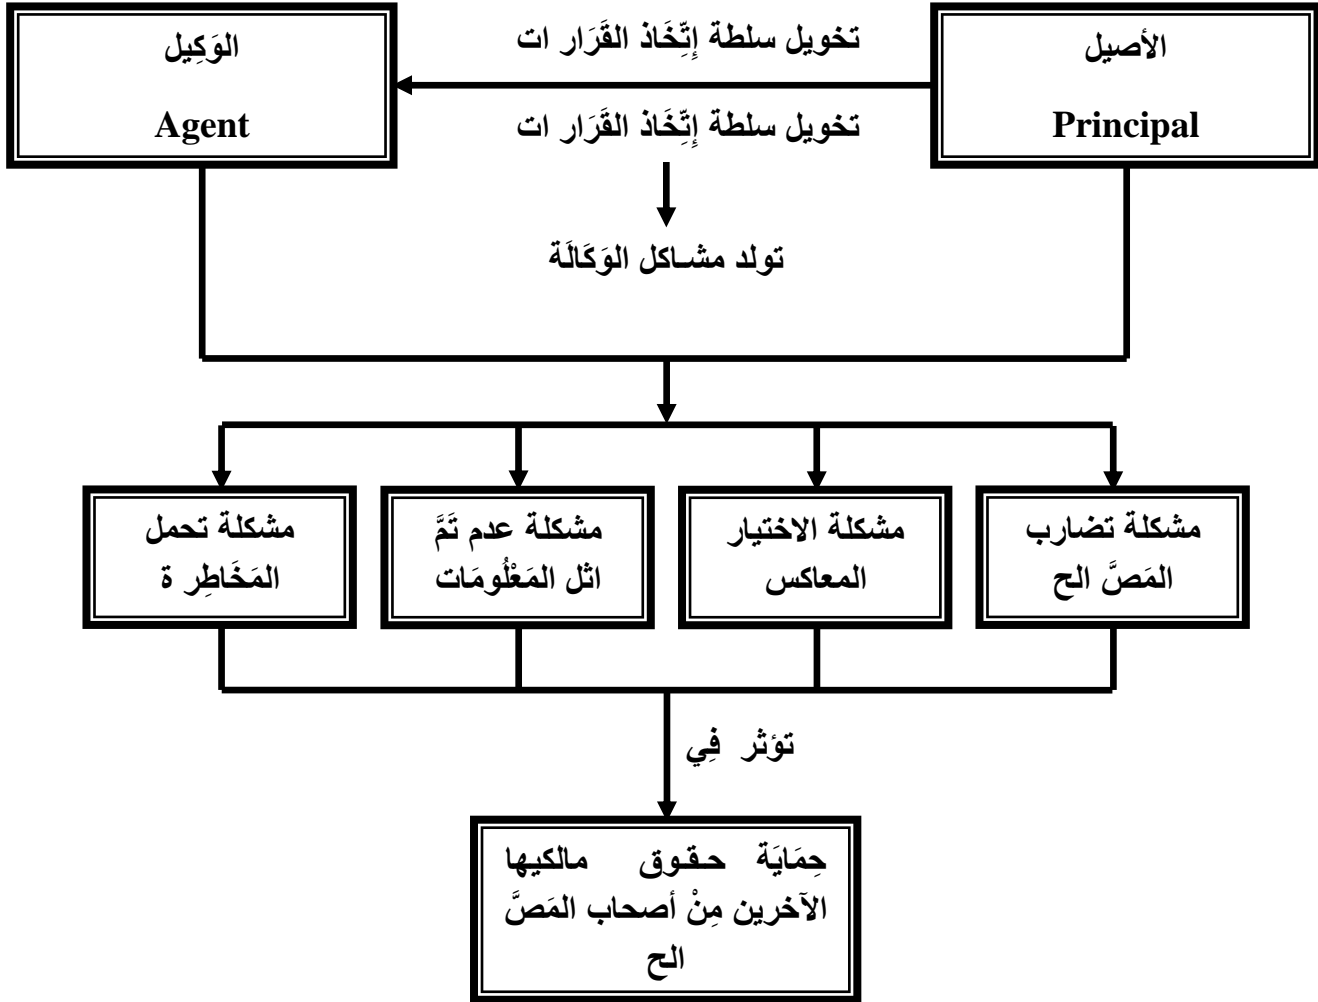 الأصيل
Principal
تخويل سلطة إِتِّخَاذ القَرَار ات
تخويل سلطة إِتِّخَاذ القَرَار ات
الوَكِيل
Agent
تولد مشاكل الوَكَالَة
مشكلة تضارب
المَصَّ الح
مشكلة الاختيار
المعاكس
مشكلة عدم تَمَّ
اثل المَعْلُومَات
مشكلة تحمل
المَخَاطِر ة
تؤثر فِي
حِمَايَة حقوق مالكيها
الآخرين مِنْ أصحاب المَصَّ
الح